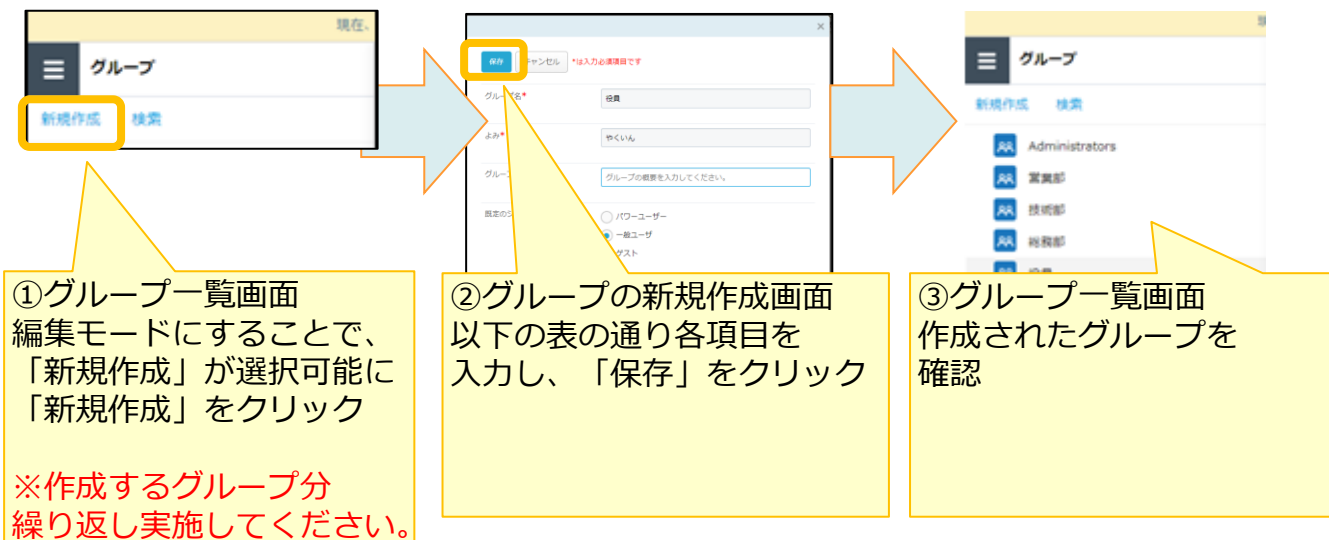 現在、
グループ
新規作成 検索
①グループ一覧画面
編集モードにすることで、
「新規作成」が選択可能に
「新規作成」をクリック
※作成するグループ分
繰り返し実施してください。
×
保存 キャンセル *は入力必須項目です
グループ名* 役員
よみ* やくいん
グループ グループの概要を入力してください。
既定の パワーユーザー
一般ユーザ
ゲスト
②グループの新規作成画面
以下の表の通り各項目を
入力し、「保存」をクリック
グループ
新規作成 検索
Administrators
営業部
技術部
総務部
役員
③グループ一覧画面
作成されたグループを
確認